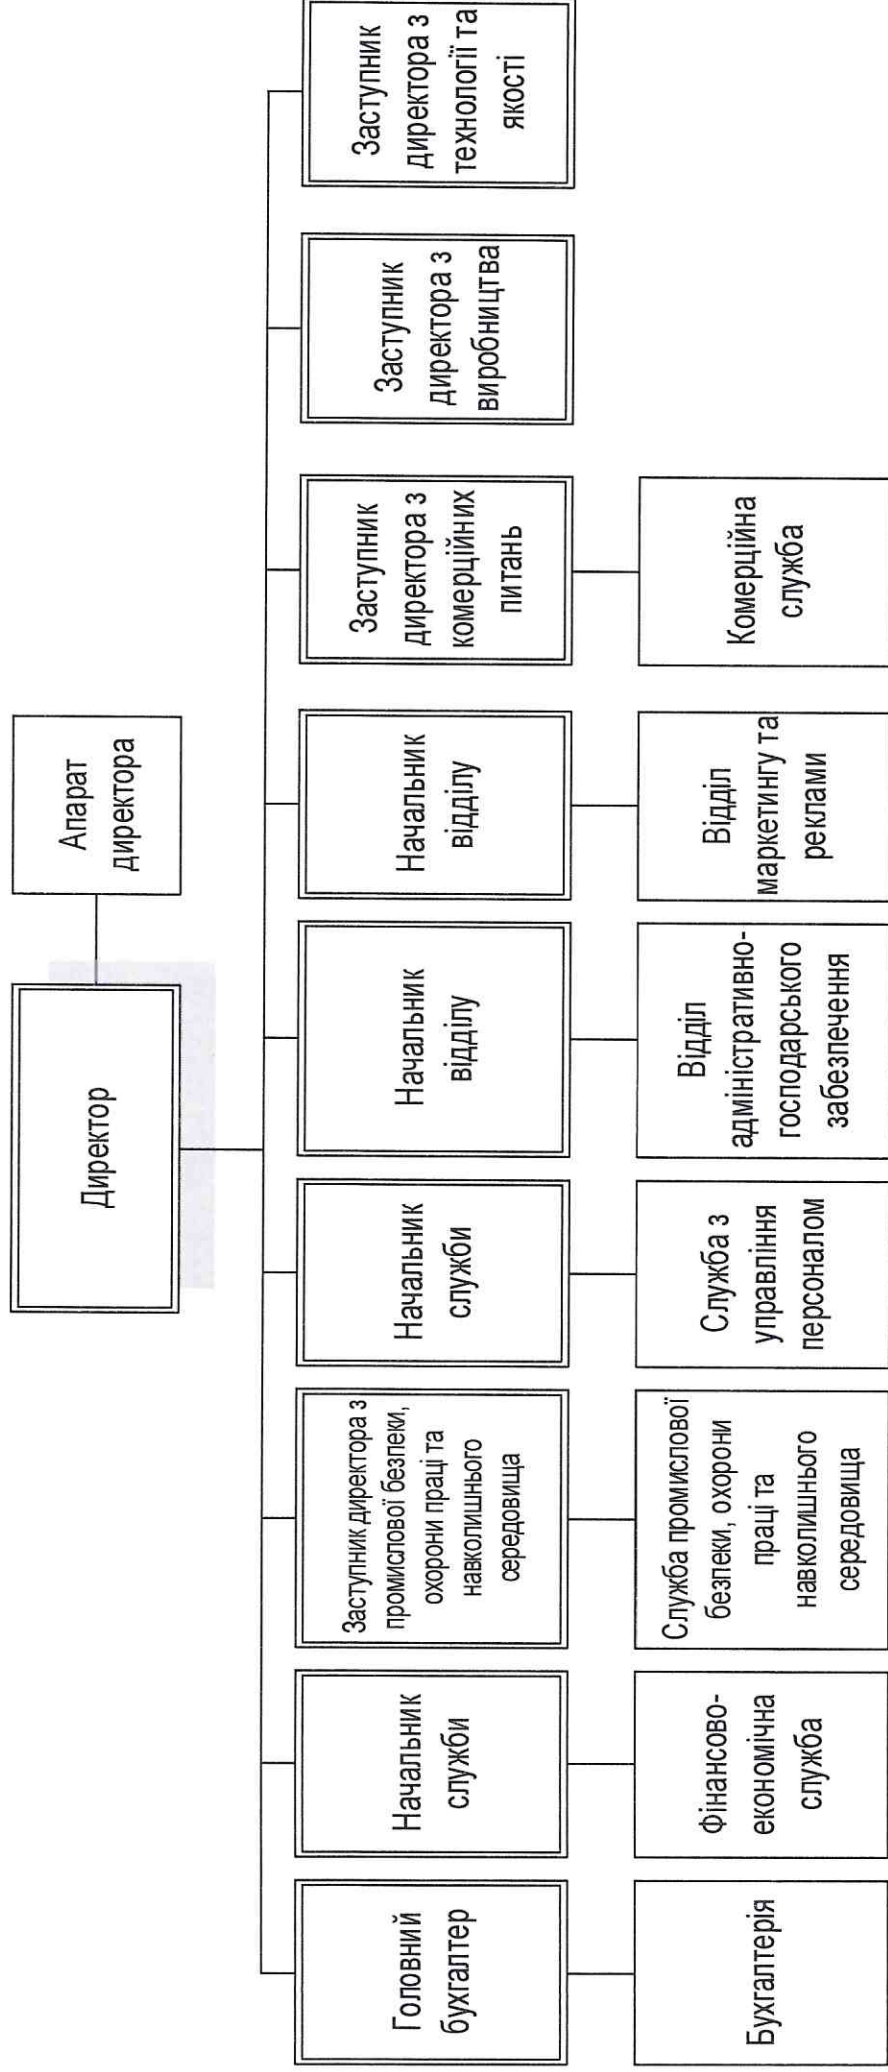 Директор
Апарат
директора
Головний
бухгалтер
Начальник
служби
Заступник директора з
промислової безпеки,
охорони праці та
навколишнього
середовища
Начальник
служби
Начальник
відділу
Начальник
відділу
Заступник
директора з
комерційних
питань
Заступник
директора з
виробництва
Заступник
директора з
технології та
якості
Бухгалтерія
Фінансово-
економічна
служба
Служба промислової
безпеки, охорони
праці та
навколишнього
середовища
Служба з
управління
персоналом
Відділ
адміністративно-
господарського
забезпечення
Відділ
маркетингу та
реклами
Комерційна
служба